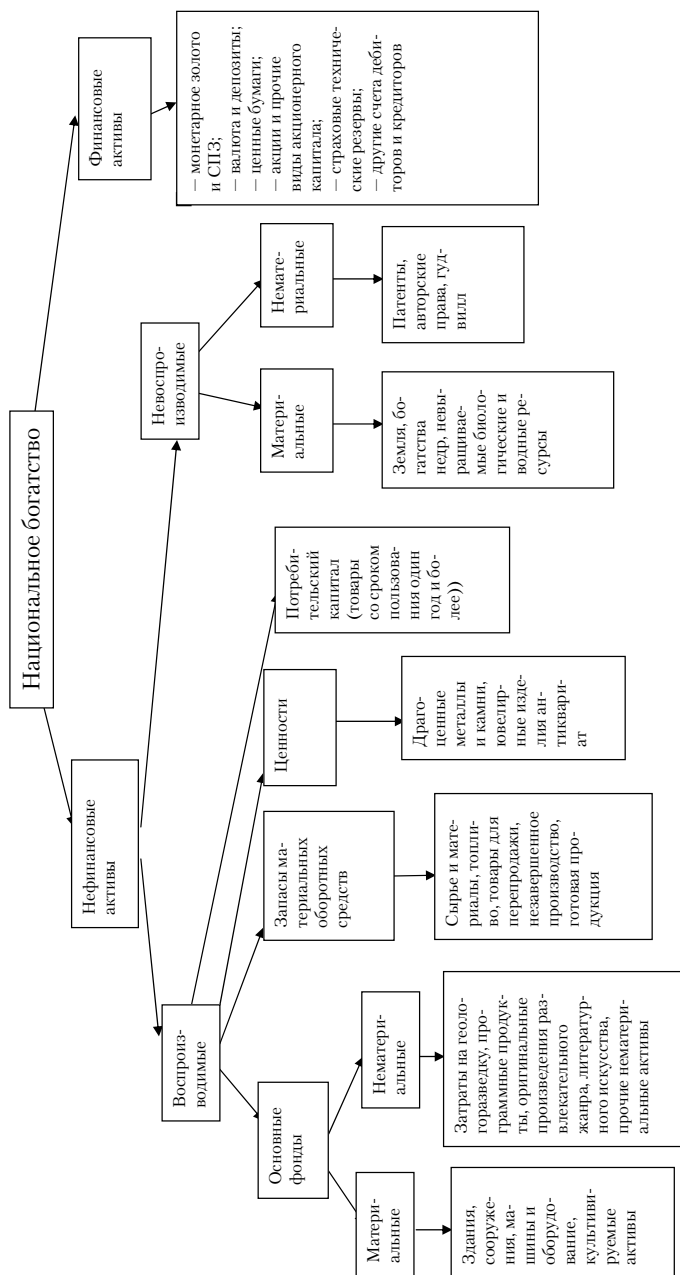 Национальное богатство
Нефинансовые
активы
Финансовые
активы
Воспроиз-
водимые
Невоспро-
изводимые
— монетарное золото
и СПЗ;
— валюта и депозиты;
— ценные бумаги;
— акции и прочие
виды акционерного
капитала;
— страховые техниче-
ские резервы;
— другие счета деби-
торов и кредиторов
Основные
фонды
Запасы ма-
териальных
оборотных
средств
Ценности
Потреби-
тельский
капитал
(товары
со сроком
пользова-
ния один
год и бо-
лее))
Матери-
альные
Немате-
риальные
Матери-
альные
Нематери-
альные
Сырье и мате-
риалы, топли-
во, товары для
перепродажи,
незавершенное
производство,
готовая про-
дукция
Драго-
ценные
металлы
и камни,
ювелир-
ные изде-
лия ан-
тиквари-
ат
Земля, бо-
гатства
недр, невы-
ращивае-
мые биоло-
гические и
водные ре-
сурсы
Патенты,
авторские
права, гуд-
вилл
Здания,
сооруже-
ния, ма-
шины и
оборудо-
вание,
культиви-
руемые
активы
Затраты на геоло-
горазведку, про-
граммные продук-
ты, оригинальные
произведения раз-
влекательного
жанра, литератур-
ного искусства,
прочие нематери-
альные активы